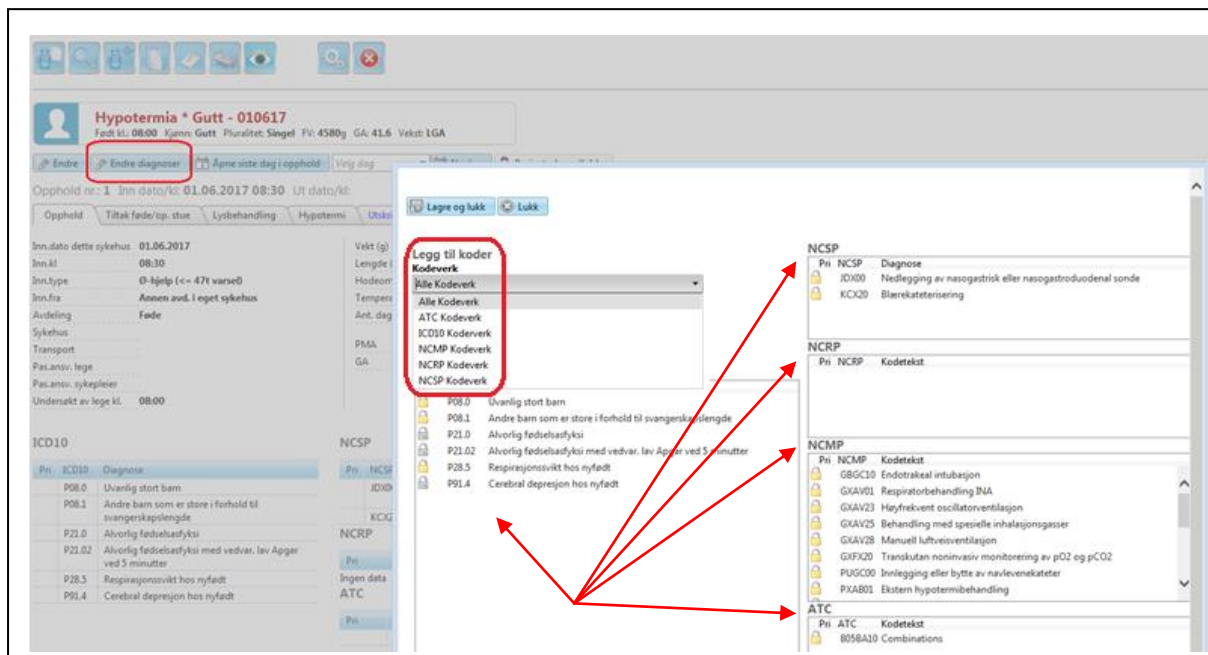 Hypotermia * Gutt - 010617
Født kl.: 08:00 Kjønn: Gutt Pluralitet: Singel FV: 4580g GA: 41.6 Vekst: LGA
Endre Endre diagnoser Åpne siste dag i opphold Velg dag
Opphold nr.: 1 Inn dato/kl: 01.06.2017 08:30 Ut dato/kl:
Opphold Tiltak føde/op. stue Lysbehandling Hypotermi
Inn.dato dette sykehus 01.06.2017
Inn.kl 08:30
Inn.type Ø-hjelp (<= 47t varsel)
Inn.fra Annen avd. i eget sykehus
Avdeling Føde
Sykehus
Transport
Pas.ansv. lege
Pas.ansv. sykepleier
Undersøkt av lege kl. 08:00
Vekt (g)
Lengde
Hodeom
Tempera
Ant. dag
PMA
GA
ICD10
Pri ICD10 Diagnose
P08.0 Uvanlig stort barn
P08.1 Andre barn som er store i forhold til
svangerskapslengde
P21.0 Alvorlig fødselsasfyksi
P21.02 Alvorlig fødselsasfyksi med vedvar. lav Apgar
ved 5 minutter
P28.5 Respirasjonssvikt hos nyfødt
P91.4 Cerebral depresjon hos nyfødt
NCSP
Pri NCSP
JDX0
KCX2
NCRP
Pri
Ingen data
ATC
Pri
Lagre og lukk Lukk
Legg til koder
Kodeverk
Alle Kodeverk
Alle Kodeverk
ATC Kodeverk
ICD10 Koderverk
NCMP Kodeverk
NCRP Kodeverk
NCSP Kodeverk
P08.0 Uvanlig stort barn
P08.1 Andre barn som er store i forhold til svangerskapslengde
P21.0 Alvorlig fødselsasfyksi
P21.02 Alvorlig fødselsasfyksi med vedvar. lav Apgar ved 5 minutter
P28.5 Respirasjonssvikt hos nyfødt
P91.4 Cerebral depresjon hos nyfødt
NCSP
Pri NCSP Diagnose
JDX00 Nedlegging av nasogastrisk eller nasogastroduodenal sonde
KCX20 Blærekateterisering
NCRP
Pri NCRP Kodetekst
NCMP
Pri NCMP Kodetekst
GBGC10 Endotrakeal intubasjon
GXAV01 Respiratorbehandling INA
GXAV23 Høyfrekvent oscillatorventilasjon
GXAV25 Behandling med spesielle inhalasjonsgasser
GXAV28 Manuell luftveisventilasjon
GXFX20 Transkutan noninvasiv monitorering av pO2 og pCO2
PUGC00 Innlegging eller bytte av navlevenekateter
PXAB01 Ekstern hypotermibehandling
ATC
Pri ATC Kodetekst
B05BA10 Combinations